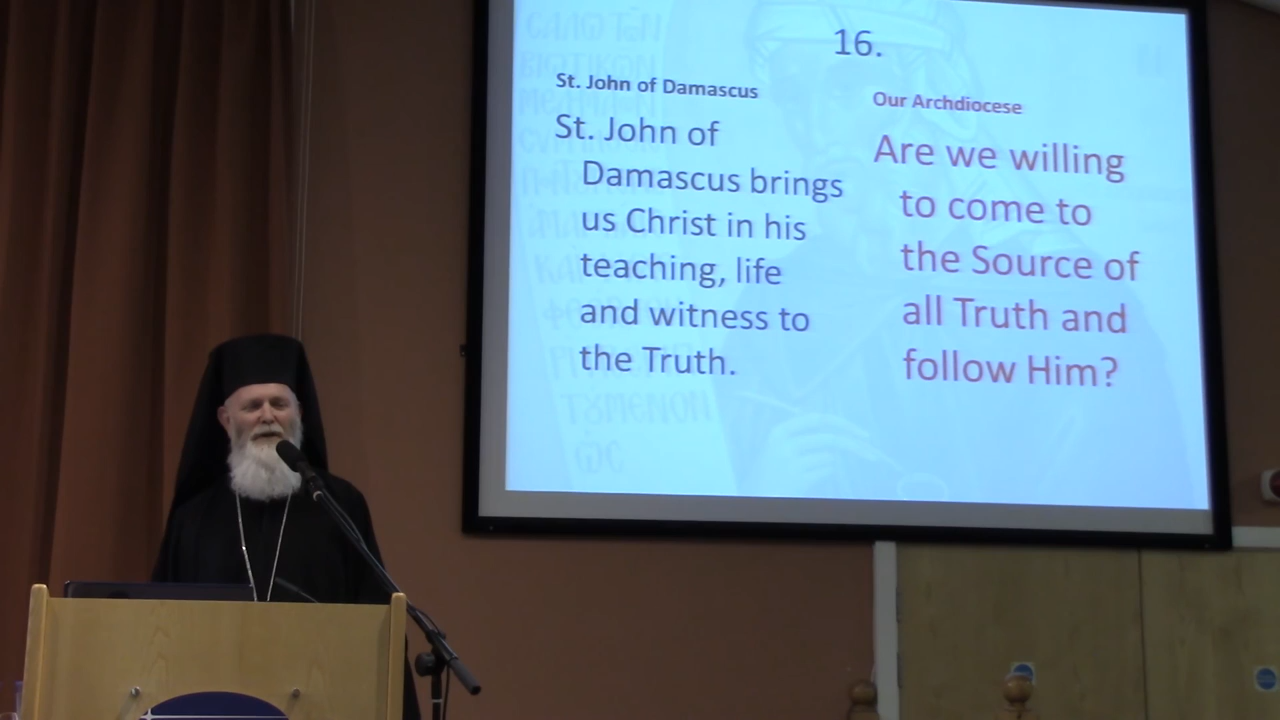 16.
St. John of Damascus
St. John of
Damascus brings
us Christ in his
teaching, life
and witness to
the Truth.
Our Archdiocese
Are we willing
to come to
the Source of
all Truth and
follow Him?